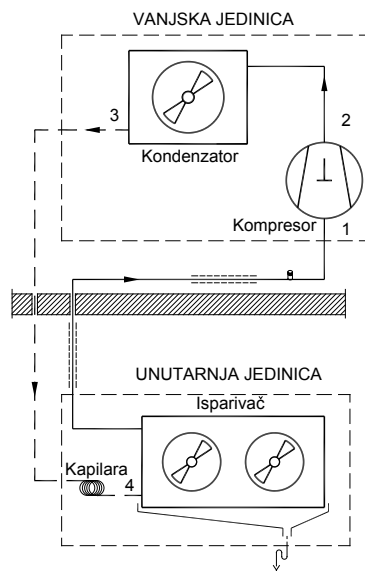 VANJSKA JEDINICA
3
2
Kondenzator
Kompresor
1
UNUTARNJA JEDINICA
Isparivač
Kapilara
4